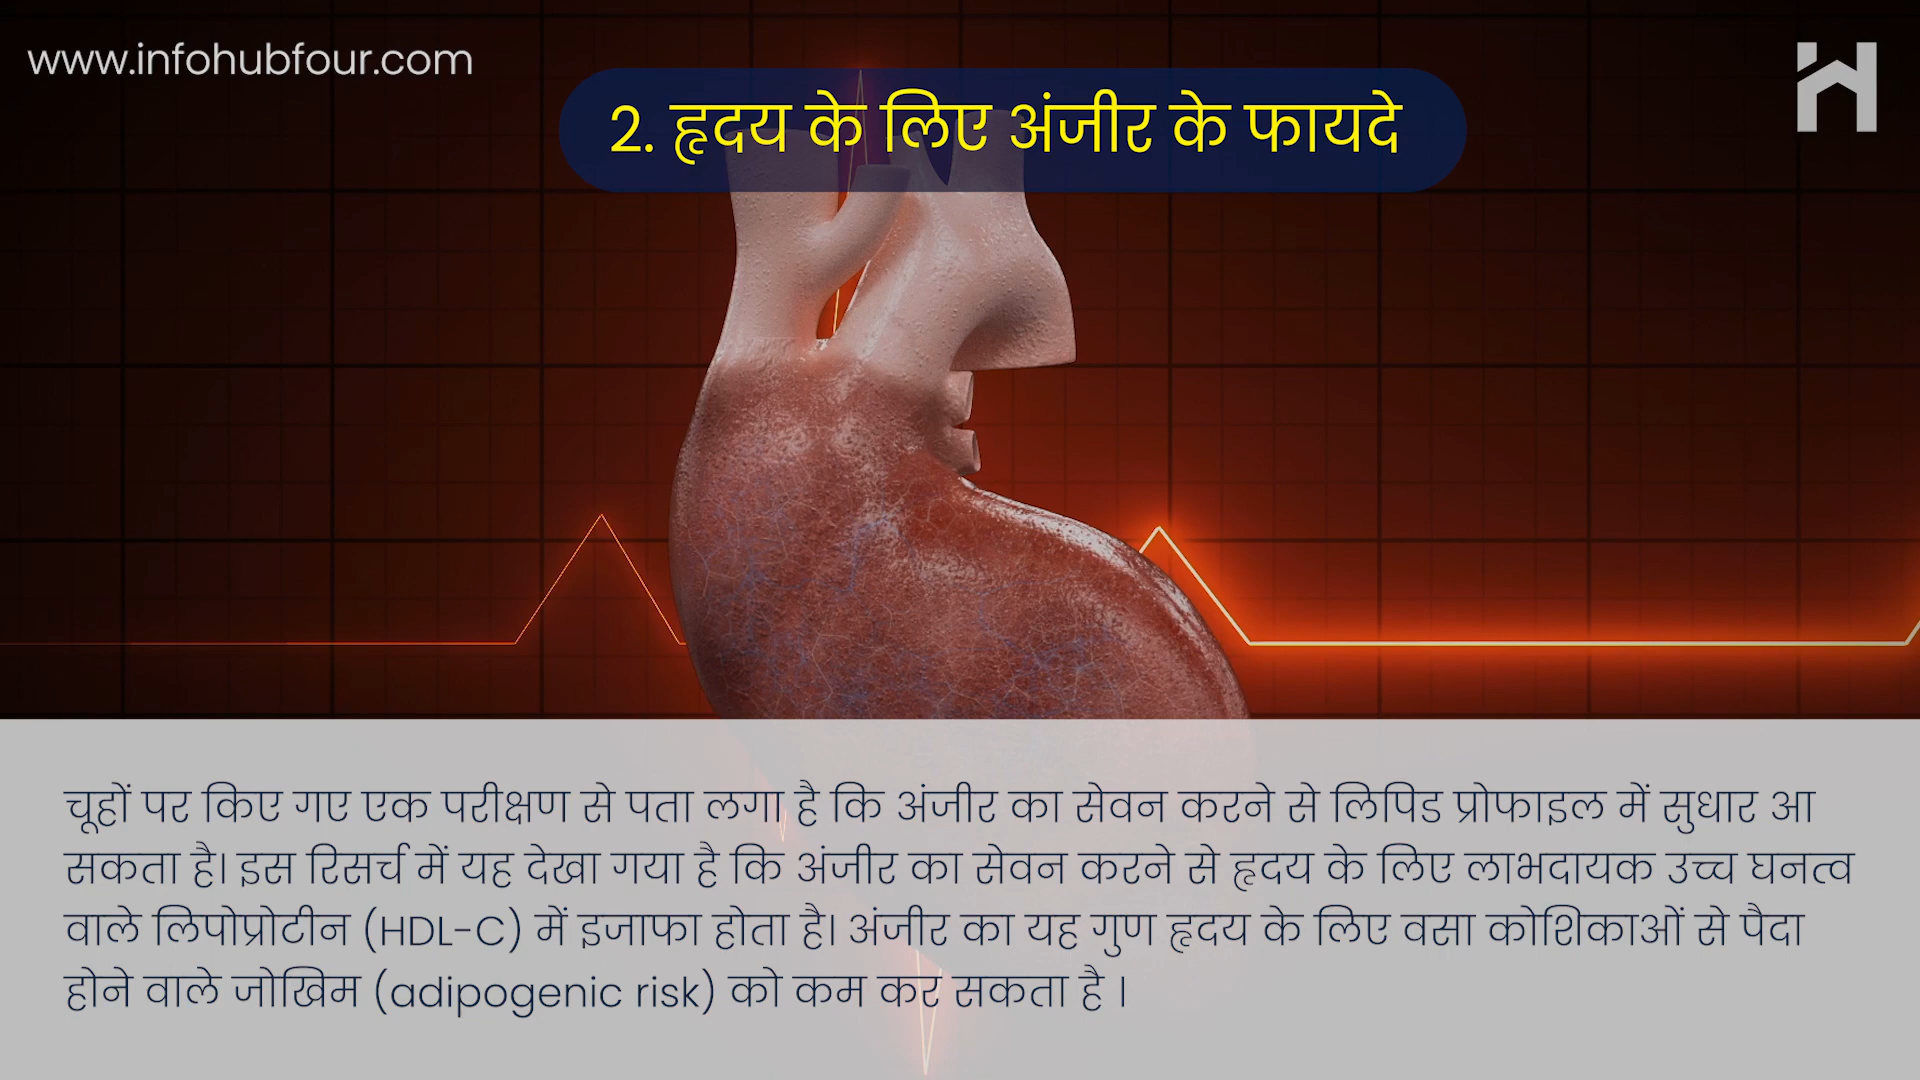 www.infohubfour.com
2. हृदय के लिए अंजीर के फायदे
चूहों पर किए गए एक परीक्षण से पता लगा है कि अंजीर का सेवन करने से लिपिड प्रोफाइल में सुधार आ
सकता है। इस रिसर्च में यह देखा गया है कि अंजीर का सेवन करने से हृदय के लिए लाभदायक उच्च घनत्व
वाले लिपोप्रोटीन (HDL-C) में इजाफा होता है। अंजीर का यह गुण हृदय के लिए वसा कोशिकाओं से पैदा
होने वाले जोखिम (adipogenic risk) को कम कर सकता है ।